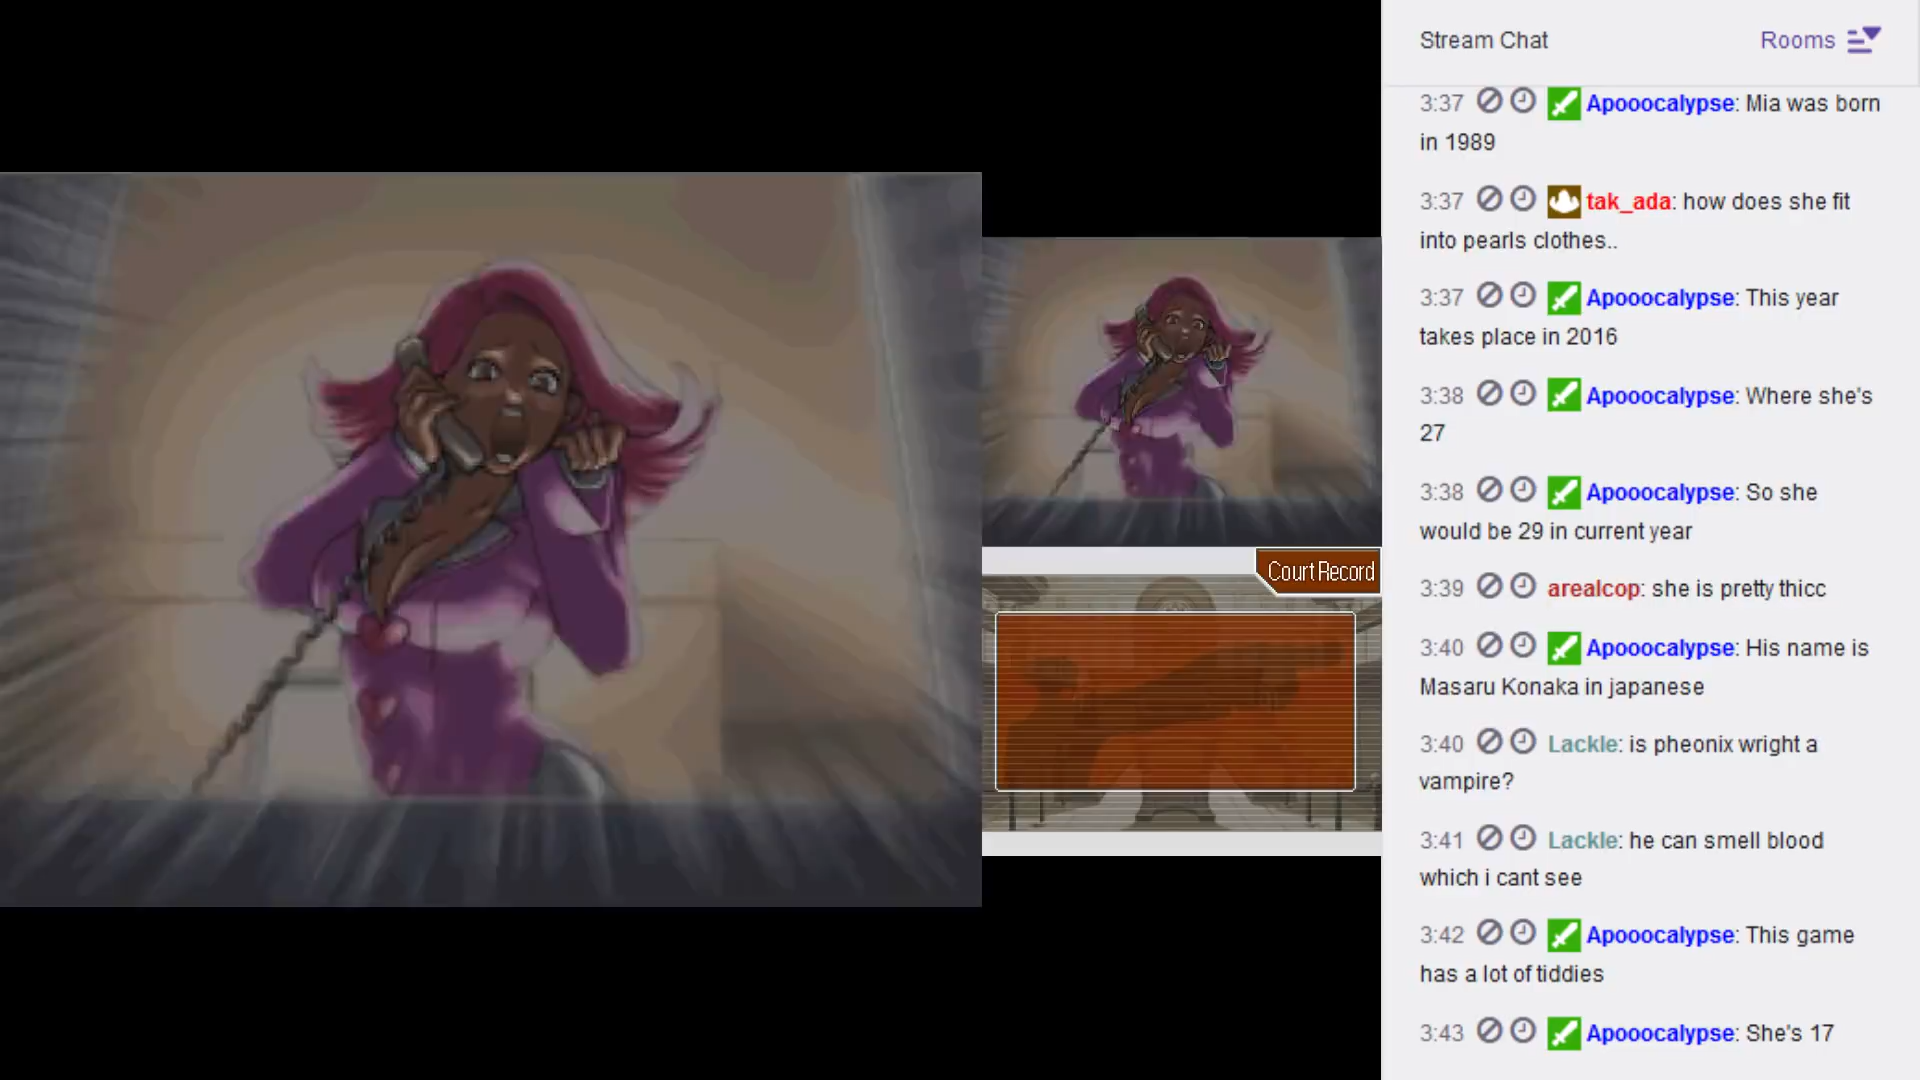 Stream Chat
Rooms
3:37 Apooocalypse: Mia was born
in 1989
3:37 tak_ada: how does she fit
into pearls clothes..
3:37 Apooocalypse: This year
takes place in 2016
3:38 Apooocalypse: Where she's
27
3:38 Apooocalypse: So she
would be 29 in current year
3:39 arealcop: she is pretty thicc
3:40 Apooocalypse: His name is
Masaru Konaka in japanese
3:40 Lackle: is pheonix wright a
vampire?
3:41 Lackle: he can smell blood
which i cant see
3:42 Apooocalypse: This game
has a lot of tiddies
3:43 Apooocalypse: She's 17
Court Record